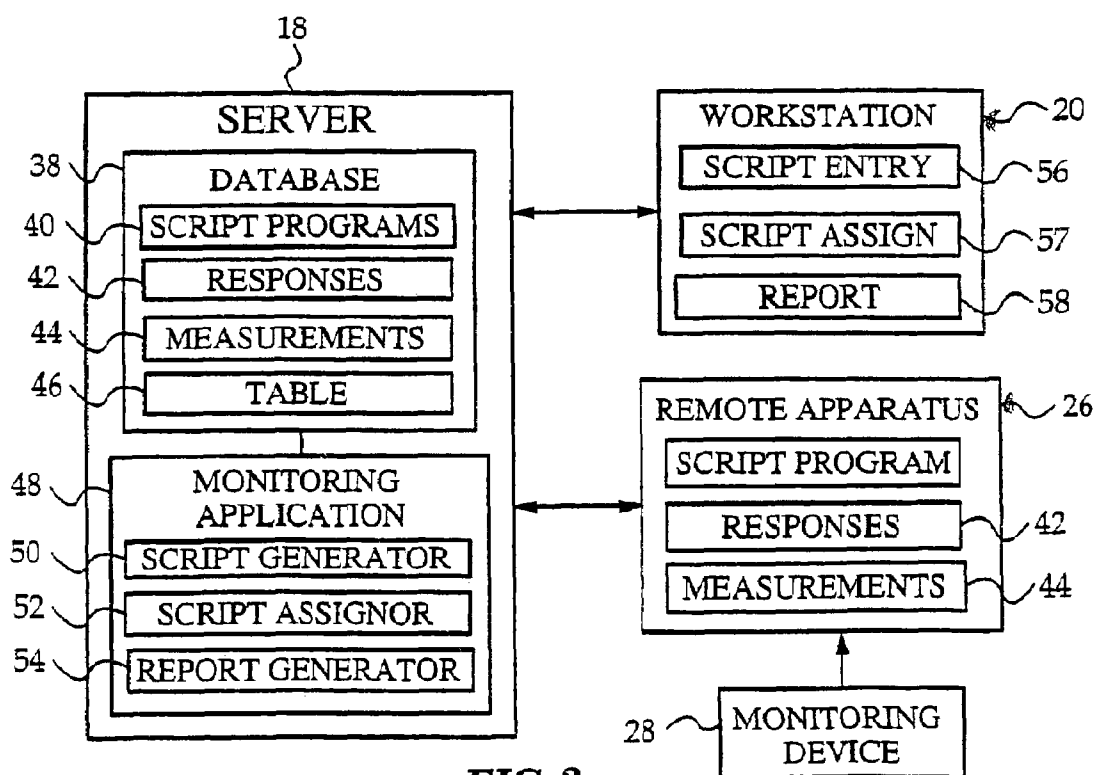 18
SERVER
38
DATABASE
40
SCRIPT PROGRAMS
42
RESPONSES
44
MEASUREMENTS
46
TABLE
48
MONITORING
APPLICATION
50
SCRIPT GENERATOR
52
SCRIPT ASSIGNOR
54
REPORT GENERATOR
WORKSTATION
20
SCRIPT ENTRY
56
SCRIPT ASSIGN
57
REPORT
58
REMOTE APPARATUS
26
SCRIPT PROGRAM
RESPONSES
42
MEASUREMENTS
44
28
MONITORING
DEVICE